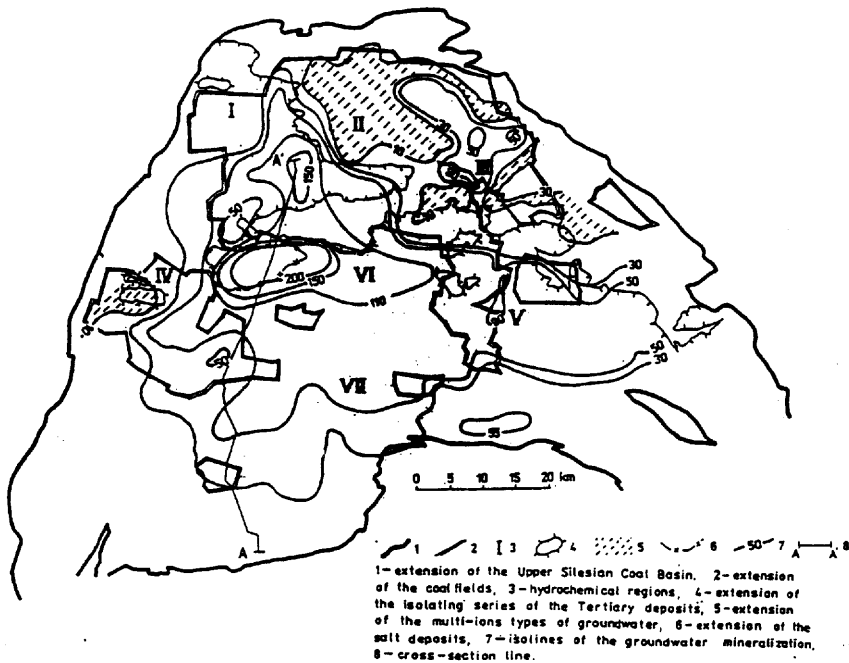 I
II
10
30
50
III
A'
150
50
30
30
50
IV
VI
200
150
110
V
50
50
30
VII
55
0 5 10 15 20 km
A
1 2 I 3 4 5 6 50 7 A A' 8
1-extension of the Upper Silesian Coal Basin. 2-extension
of the coal fields, 3-hydrochemical regions, 4-extension of
the isolating series of the Tertiary deposits, 5-extension
of the multi-ions types of groundwater, 6-extension of the
salt deposits, 7-isolines of the groundwater mineralization,
8-cross-section line.